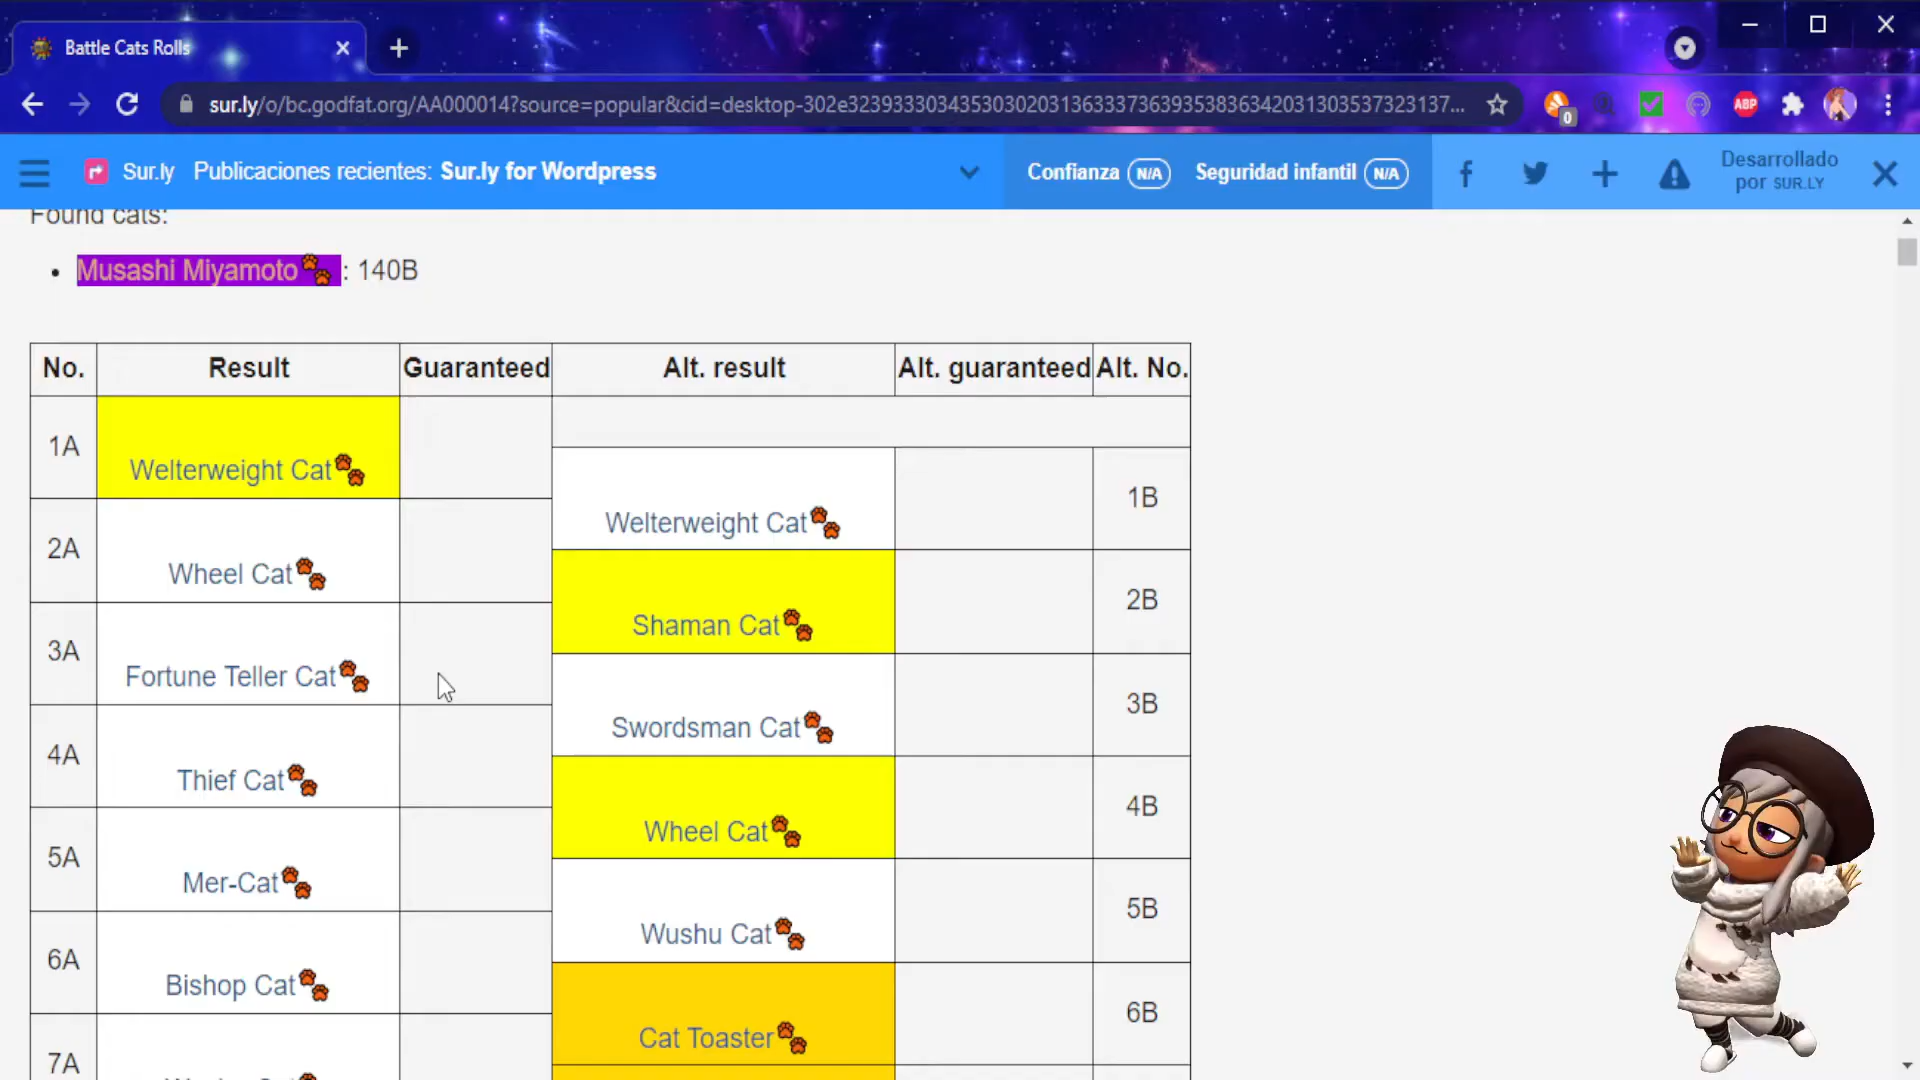 Battle Cats Rolls
sur.ly/o/bc.godfat.org/AA000014?source=popular&cid=desktop-302e3239333034353030203136333736393538363420313035373231 37...
0
ABP
Sur.ly Publicaciones recientes: Sur.ly for Wordpress
Confianza N/A Seguridad infantil N/A
Desarrollado
por SUR.LY
Found cats:
• Musashi Miyamoto : 140B
No. Result Guaranteed Alt. result Alt. guaranteed Alt. No.
1A Welterweight Cat
Welterweight Cat 1B
2A Wheel Cat
Shaman Cat 2B
3A Fortune Teller Cat
Swordsman Cat 3B
4A Thief Cat
Wheel Cat 4B
5A Mer-Cat
Wushu Cat 5B
6A Bishop Cat
Cat Toaster 6B
7A